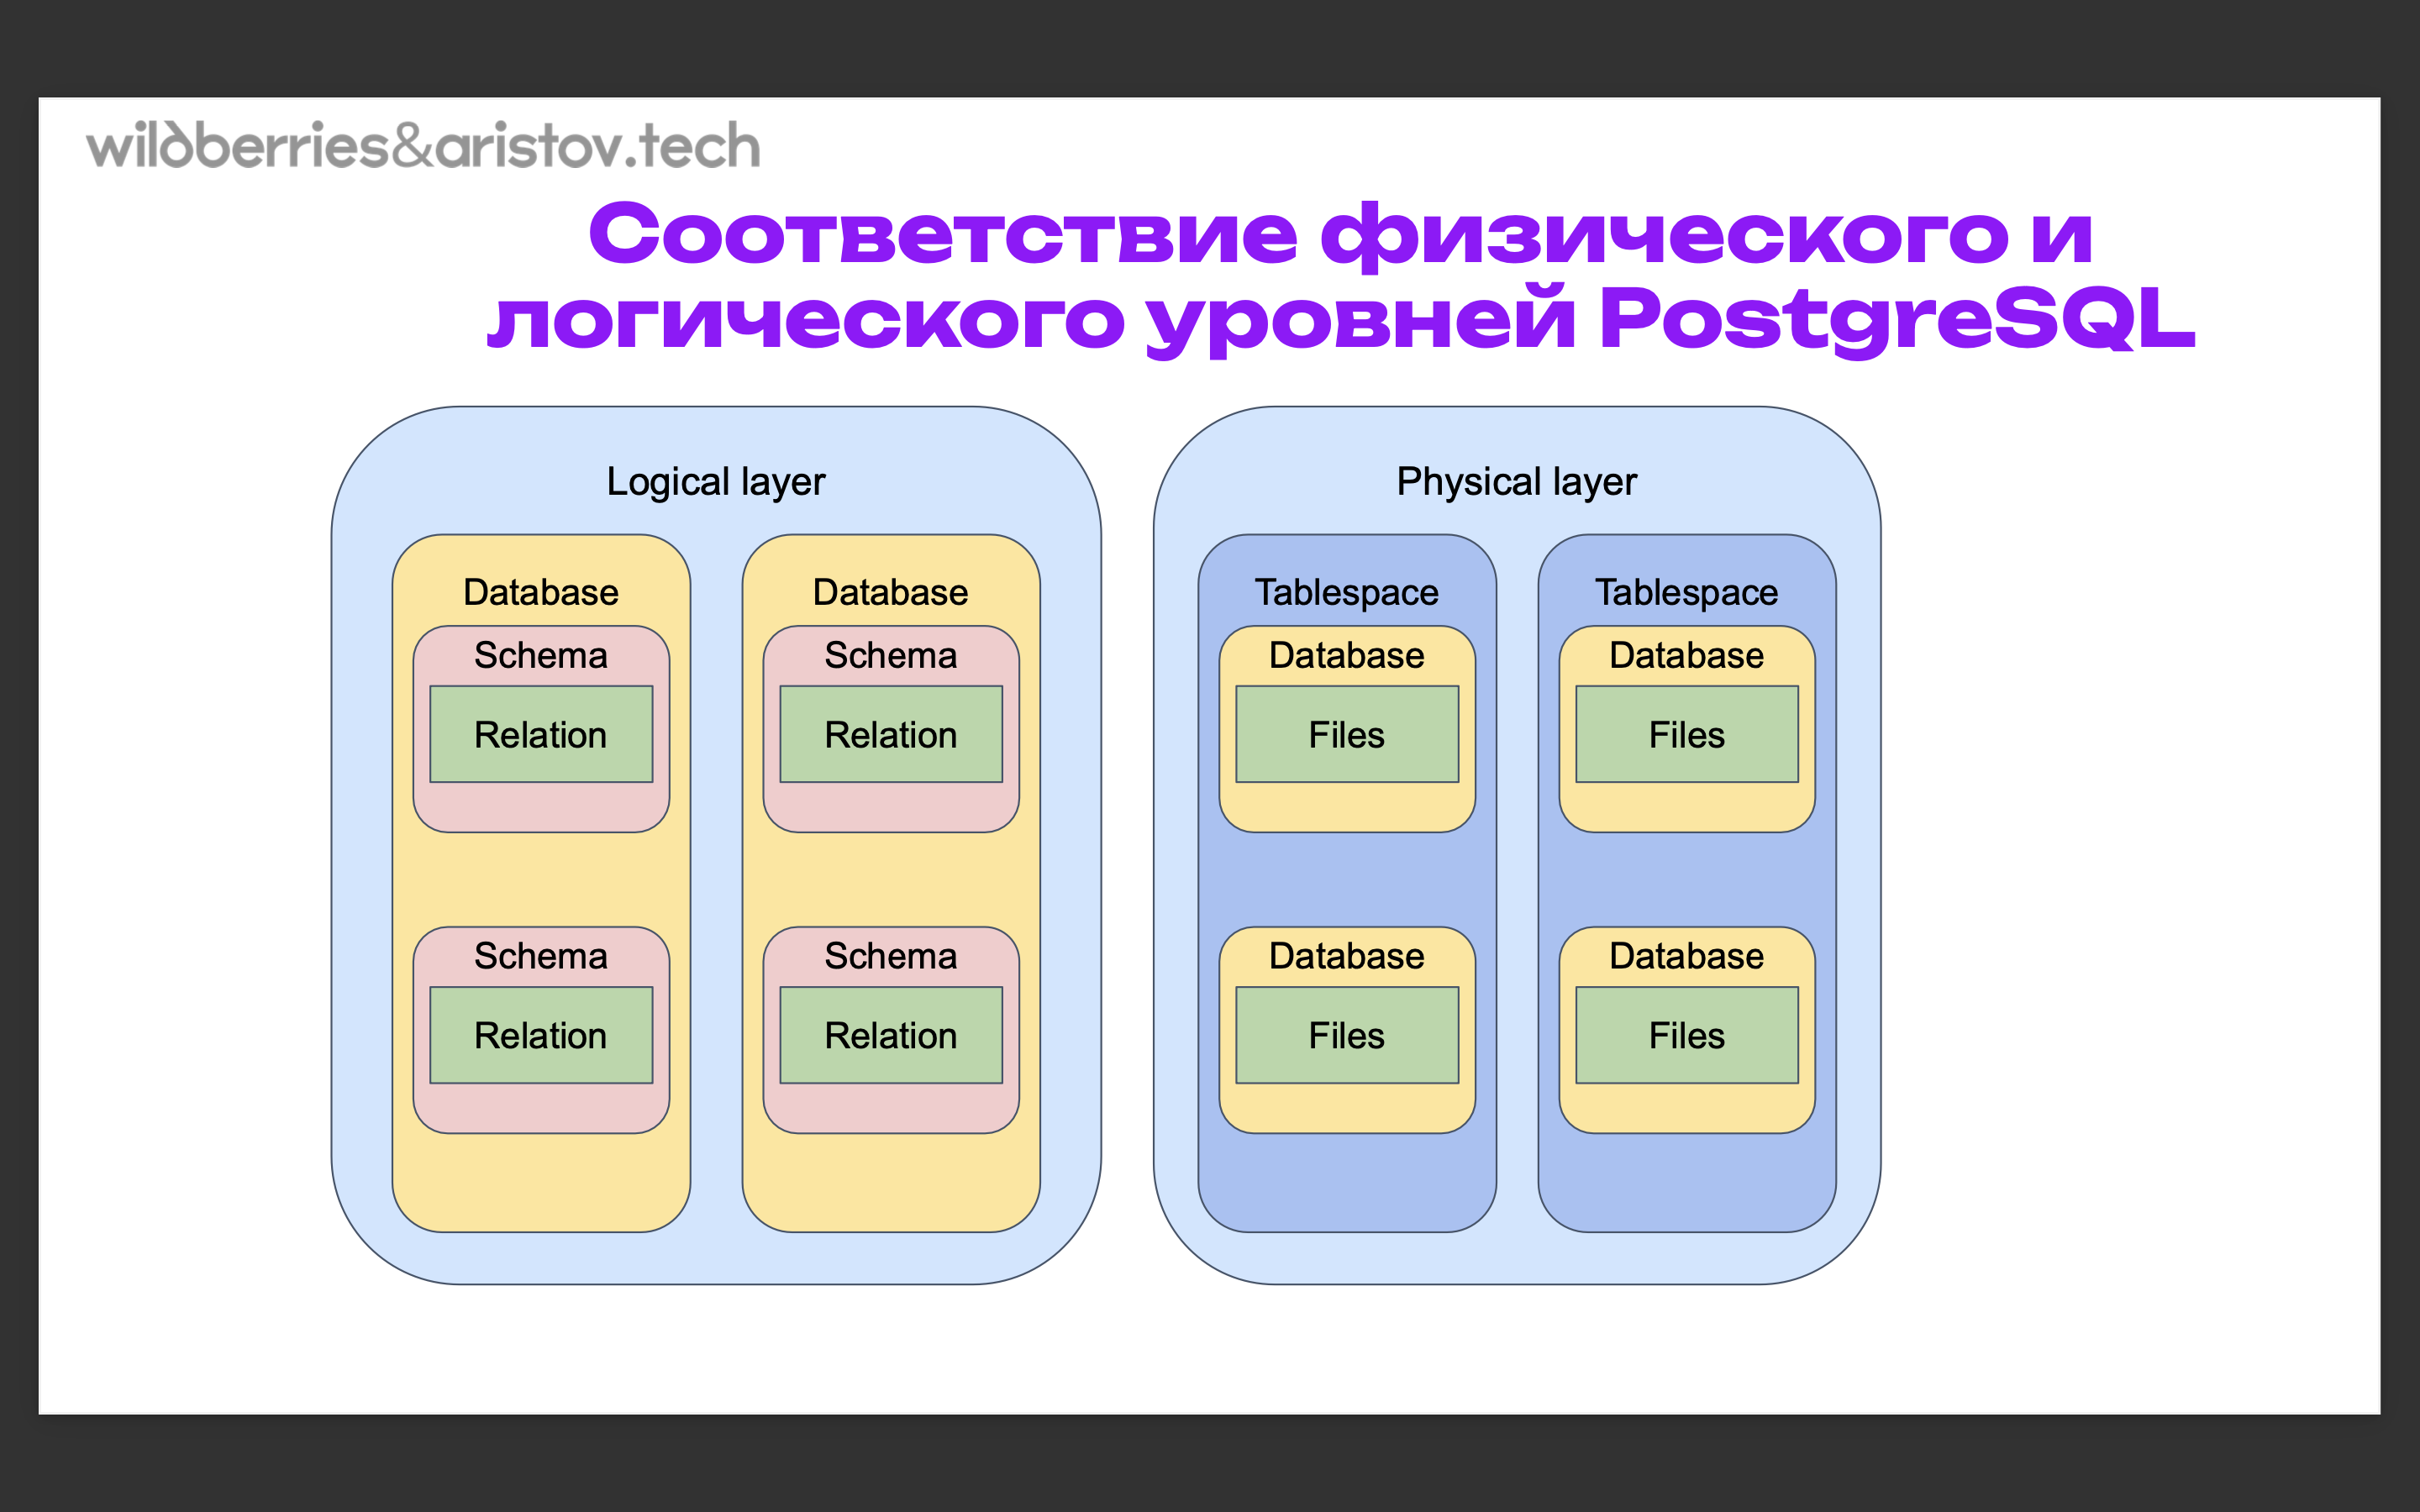 wildberries&aristov.tech
Соответствие физического и
логического уровней PostgreSQL
Logical layer
Database
Schema
Relation
Schema
Relation
Database
Schema
Relation
Schema
Relation
Physical layer
Tablespace
Database
Files
Database
Files
Tablespace
Database
Files
Database
Files